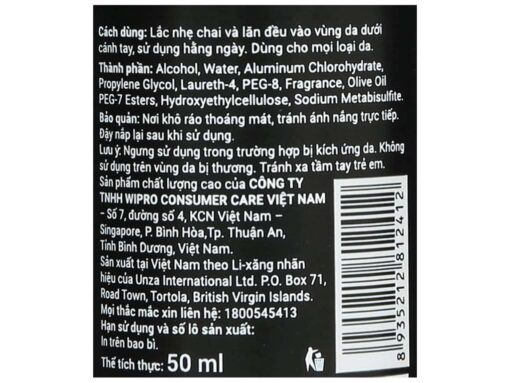 Cách dùng: Lắc nhẹ chai và lăn đều vào vùng da dưới
cánh tay, sử dụng hằng ngày. Dùng cho mọi loại da.
Thành phần: Alcohol, Water, Aluminum Chlorohydrate,
Propylene Glycol, Laureth-4, PEG-8, Fragrance, Olive Oil
PEG-7 Esters, Hydroxyethylcellulose, Sodium Metabisulfite.
Bảo quản: Nơi khô ráo thoáng mát, tránh ánh nắng trực tiếp.
Đậy nắp lại sau khi sử dụng.
Lưu ý: Ngưng sử dụng trong trường hợp bị kích ứng da. Không
sử dụng trên vùng da bị thương. Tránh xa tầm tay trẻ em.
Sản phẩm chất lượng cao của CÔNG TY
TNHH WIPRO CONSUMER CARE VIỆT NAM
- Số 7, đường số 4, KCN Việt Nam –
Singapore, P. Bình Hòa,Tp. Thuận An,
Tỉnh Bình Dương, Việt Nam.
Sản xuất tại Việt Nam theo Li-xăng nhãn
hiệu của Unza International Ltd. P.O. Box 71,
Road Town, Tortola, British Virgin Islands.
Mọi thắc mắc xin liên hệ: 1800545413
Hạn sử dụng và số lô sản xuất:
In trên bao bì.
Thể tích thực: 50 ml
8935212812412